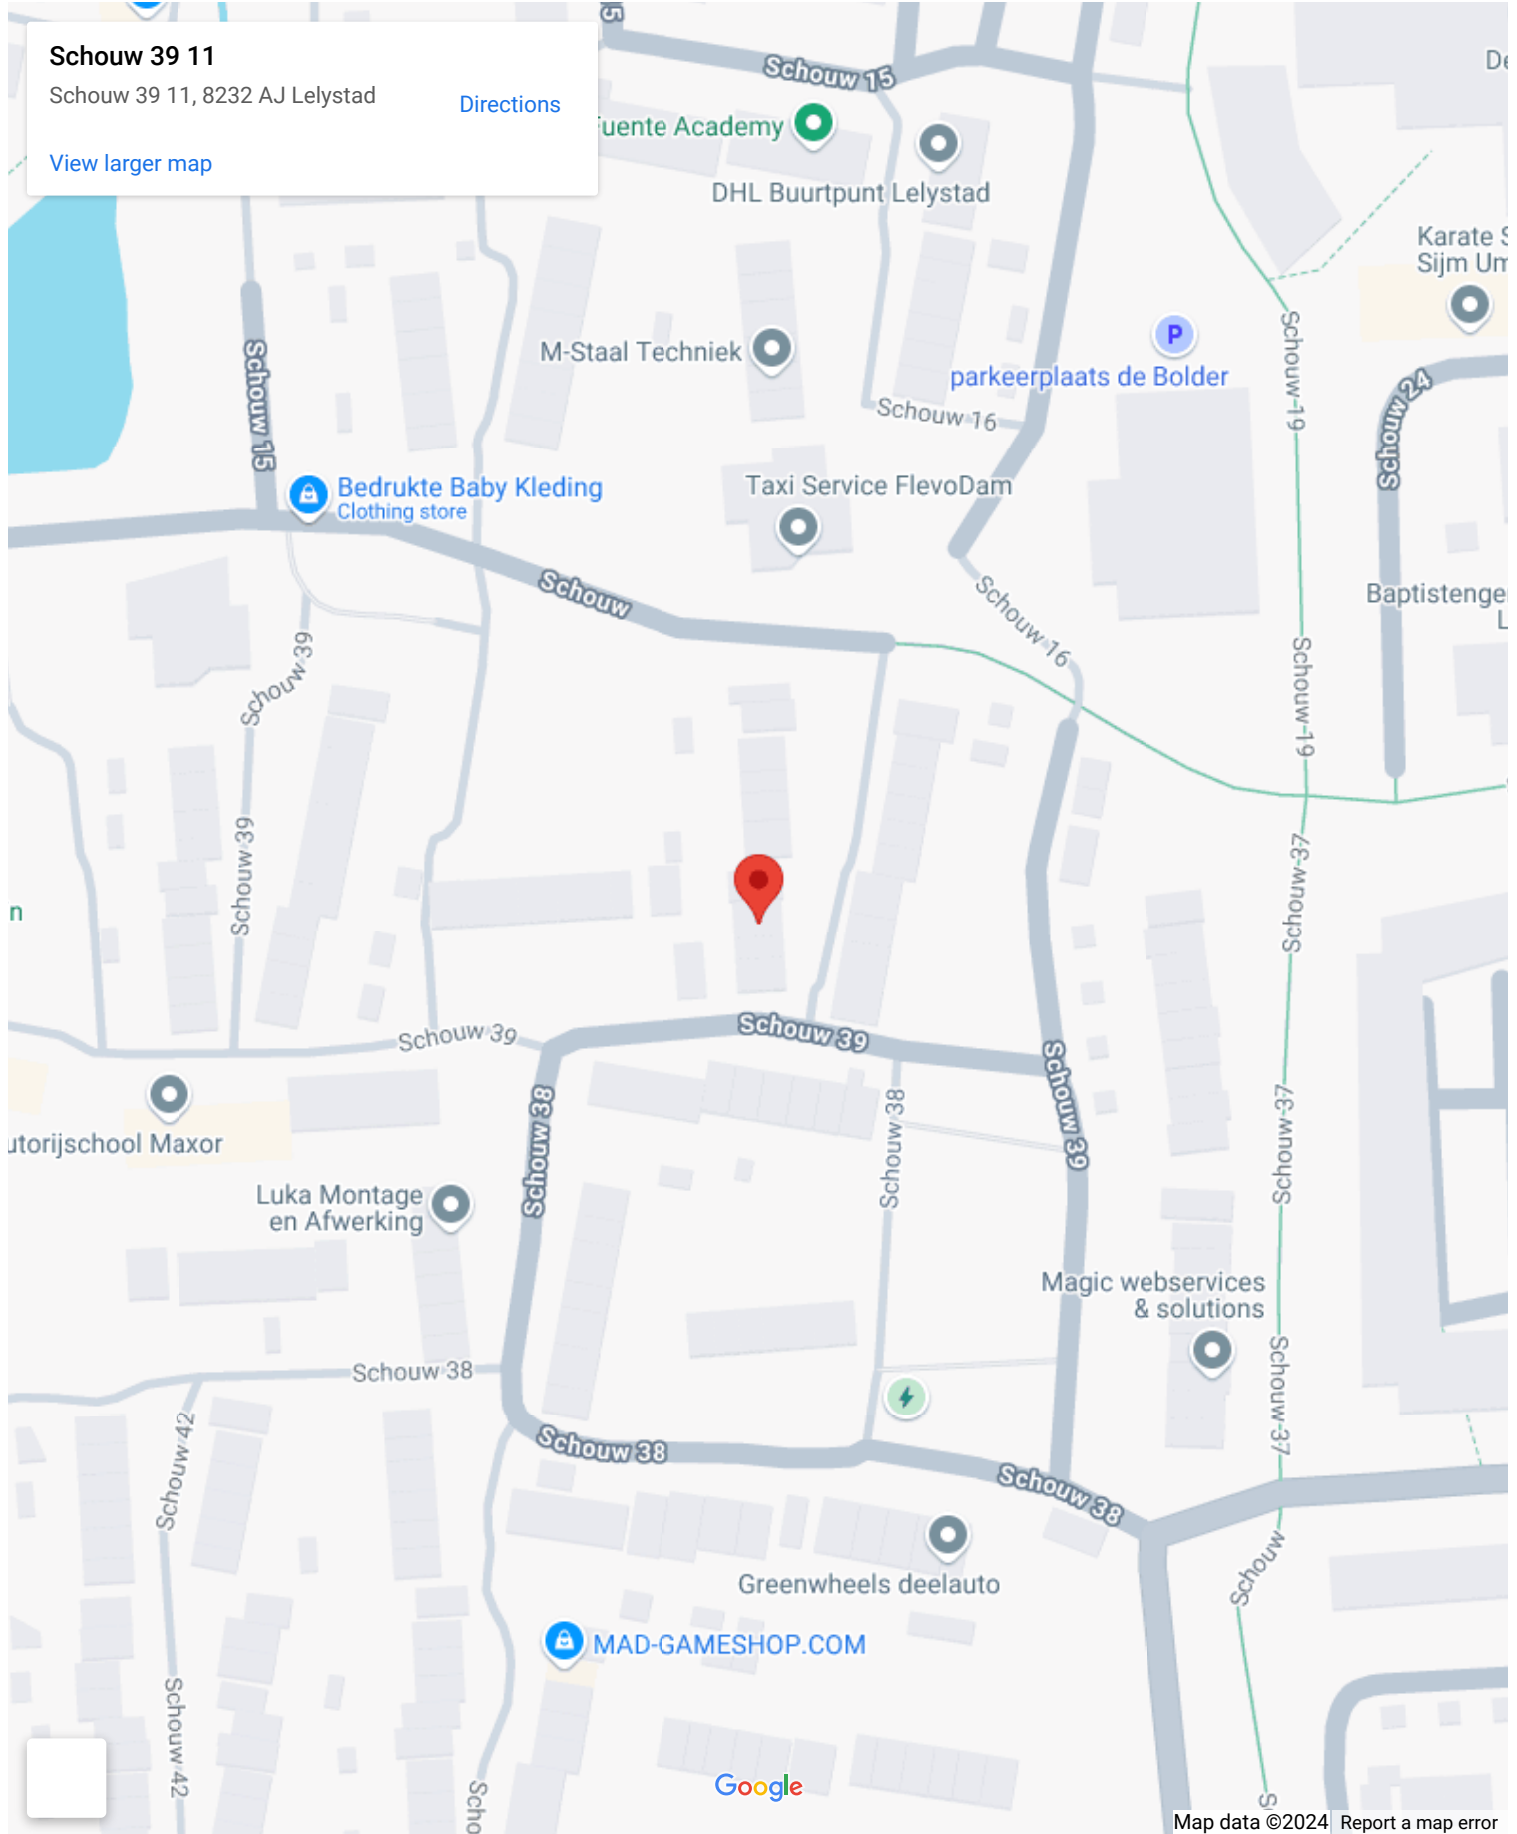 Schouw 39 11
Schouw 39 11, 8232 AJ Lelystad
Directions
View larger map
Schouw 15
Fuente Academy
DHL Buurtpunt Lelystad
Karate S
Sijm Um
De
M-Staal Techniek
P
parkeerplaats de Bolder
Schouw 15
Schouw 16
Schouw 19
Schouw 24
Bedrukte Baby Kleding
Clothing store
Taxi Service FlevoDam
Schouw
Schouw 16
Baptistenge
L
Schouw 39
Schouw 19
Schouw 39
Schouw 37
n
Schouw 39
Schouw 39
Schouw 39
Schouw 38
Schouw 38
Schouw 37
utorijschool Maxor
Luka Montage
en Afwerking
Magic webservices
& solutions
Schouw 38
Schouw 37
Schouw 42
Schouw 38
Schouw 38
Schouw
Greenwheels deelauto
MAD-GAMESHOP.COM
Schouw 42
Scho
Google
S
Map data ©2024
Report a map error